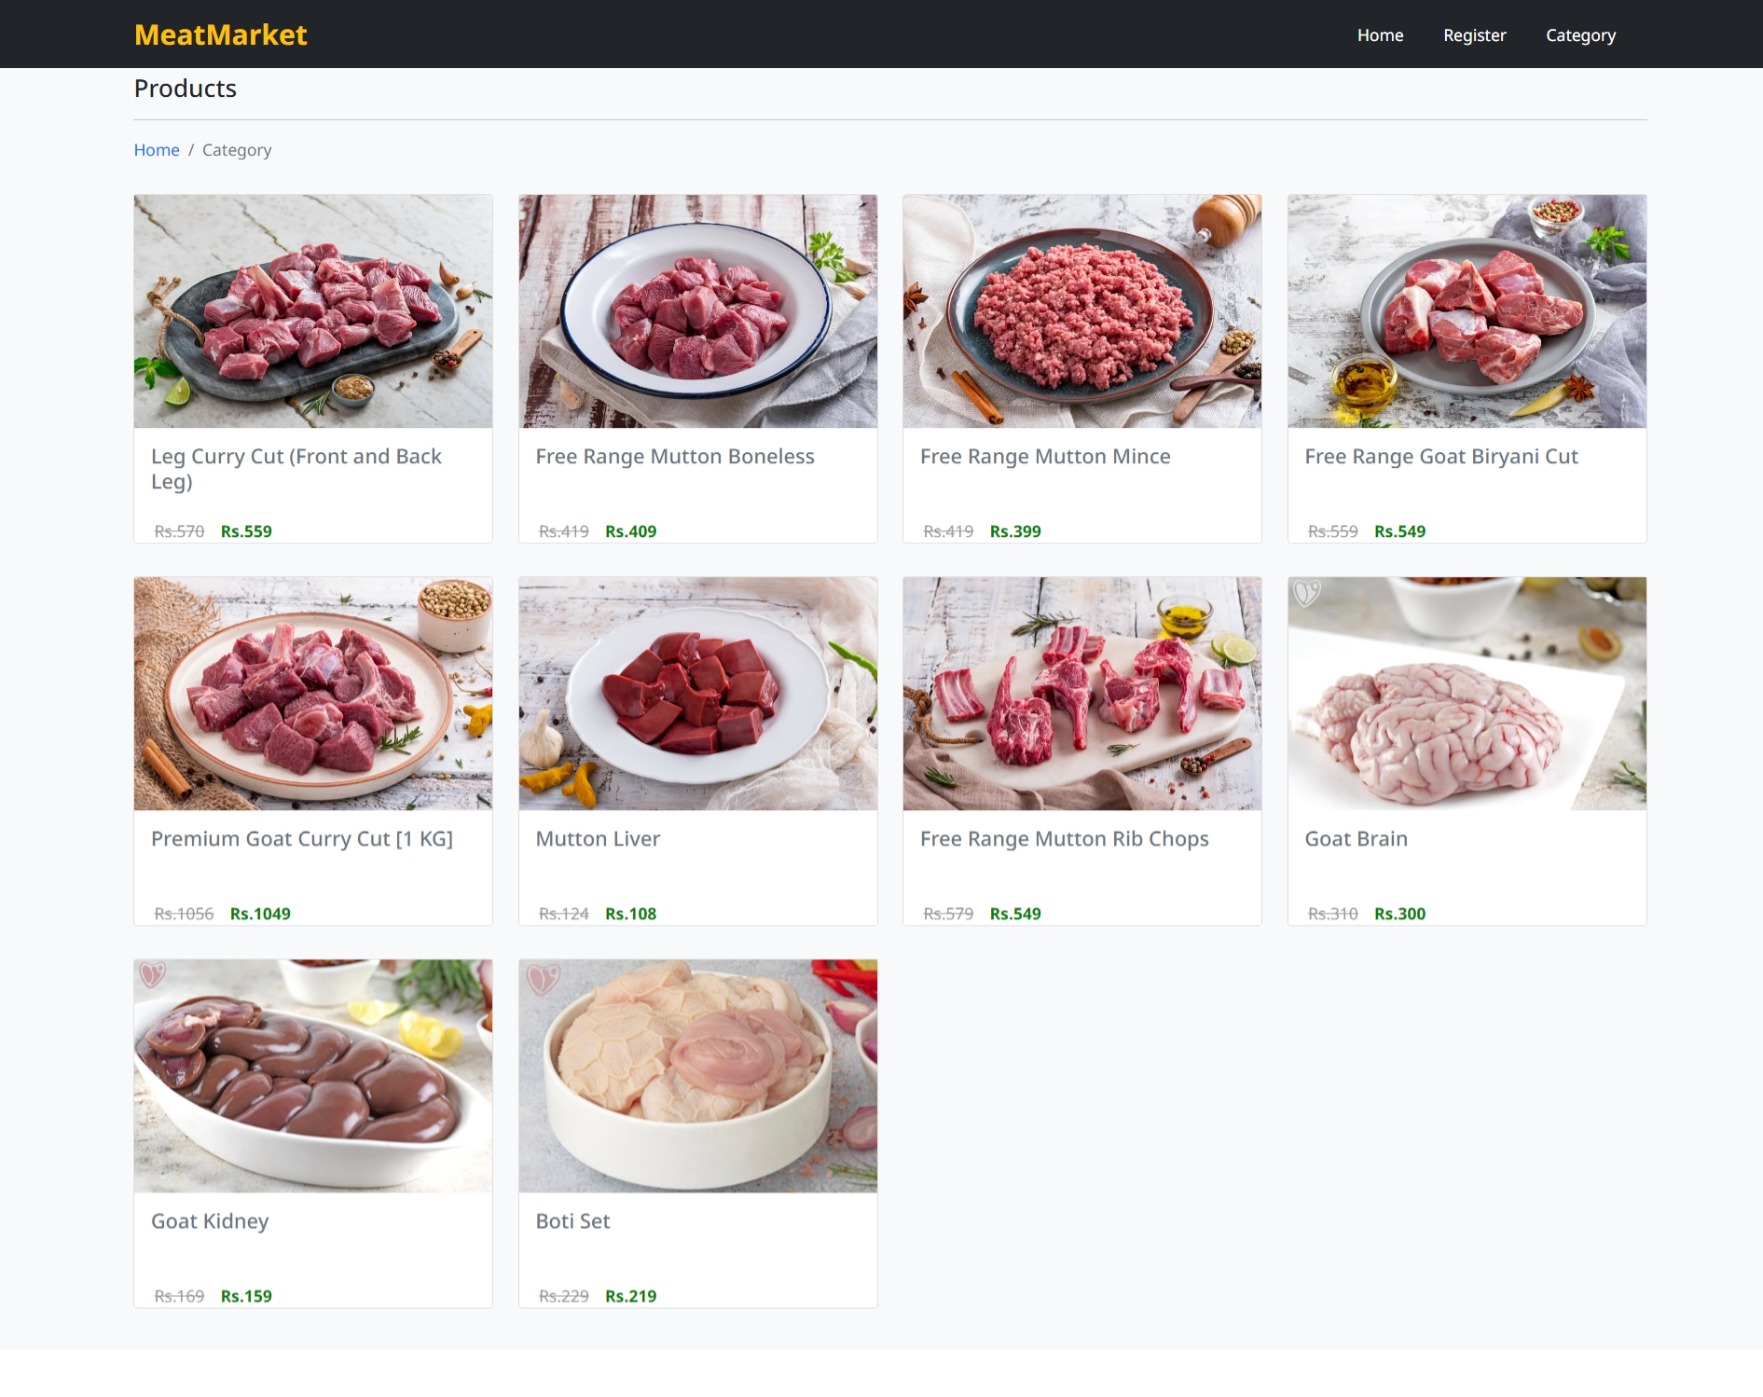 MeatMarket
Home Register Category
Products
Home / Category
Leg Curry Cut (Front and Back
Leg)
Rs.570 Rs.559
Free Range Mutton Boneless
Rs.419 Rs.409
Free Range Mutton Mince
Rs.419 Rs.399
Free Range Goat Biryani Cut
Rs.559 Rs.549
Premium Goat Curry Cut [1 KG]
Rs.1056 Rs.1049
Mutton Liver
Rs.124 Rs.108
Free Range Mutton Rib Chops
Rs.579 Rs.549
Goat Brain
Rs.310 Rs.300
Goat Kidney
Rs.169 Rs.159
Boti Set
Rs.229 Rs.219